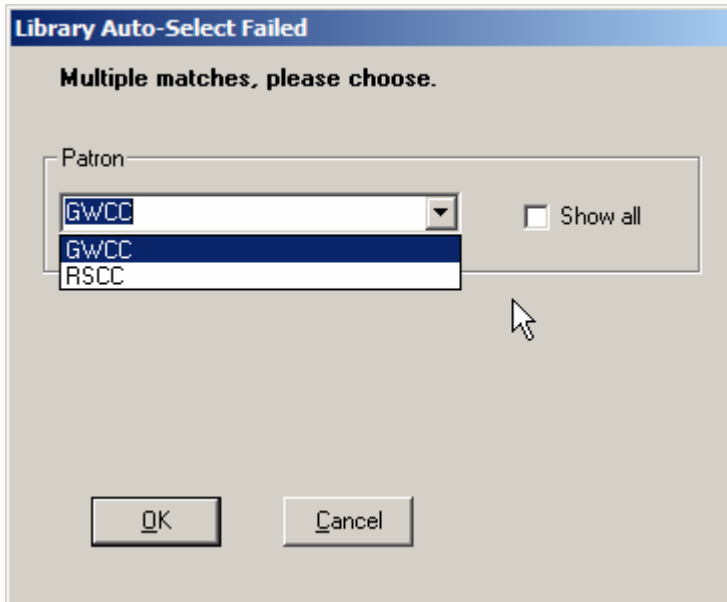 Library Auto-Select Failed
Multiple matches, please choose.
Patron
GWCC
Show all
GWCC
RSCC
OK
Cancel